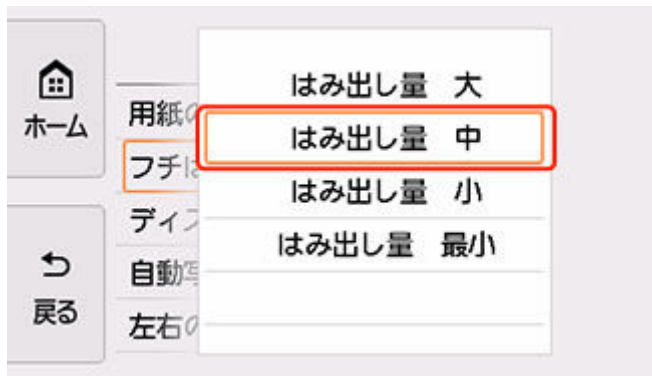 ホーム
戻る
用紙の
フチは
ディス
自動写
左右の
はみ出し量 大
はみ出し量 中
はみ出し量 小
はみ出し量 最小